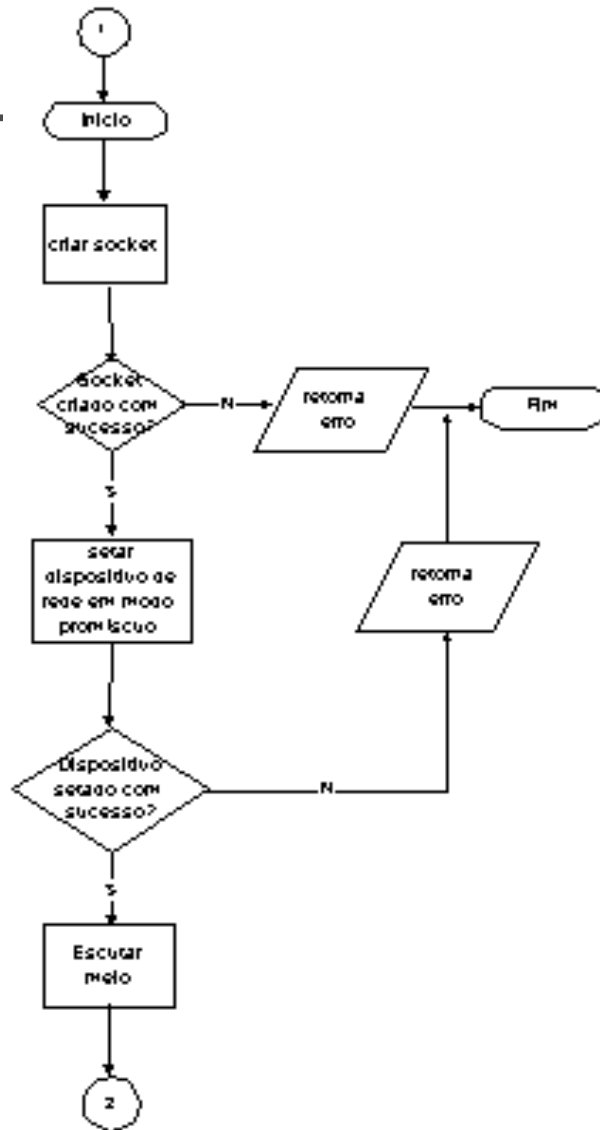 1
Início
criar socket
Socket
criado com
sucesso?
N
retorna
erro
Fim
S
setar
dispositivo de
rede em modo
promíscuo
retorna
erro
Dispositivo
setado com
sucesso?
N
S
Escutar
meio
2